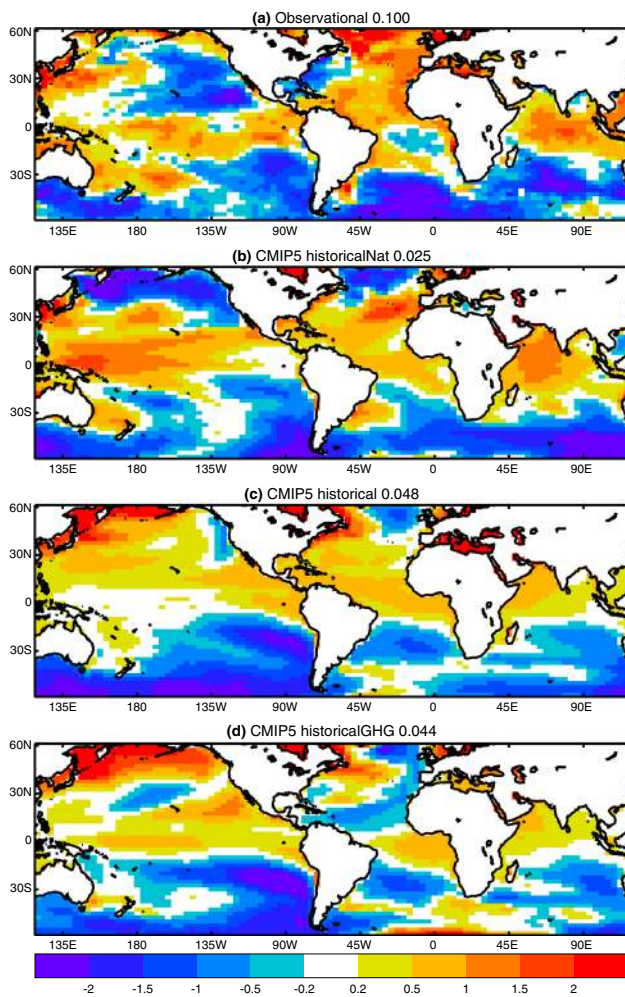 (a) Observational 0.100
60N
30N
0
30S
135E 180 135W 90W 45W 0 45E 90E
(b) CMIP5 historicalNat 0.025
60N
30N
0
30S
135E 180 135W 90W 45W 0 45E 90E
(c) CMIP5 historical 0.048
60N
30N
0
30S
135E 180 135W 90W 45W 0 45E 90E
(d) CMIP5 historicalGHG 0.044
60N
30N
0
30S
135E 180 135W 90W 45W 0 45E 90E
-2 -1.5 -1 -0.5 -0.2 0.2 0.5 1 1.5 2